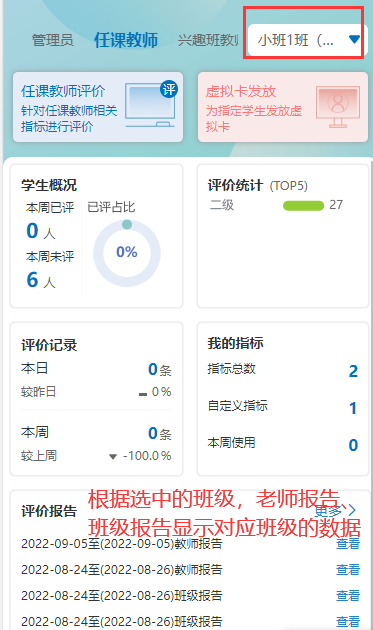 管理员 任课教师 兴趣班教 小班1班（...
任课教师评价 评
针对任课教师相关
指标进行评价
虚拟卡发放
为指定学生发放虚
拟卡
学生概况
本周已评 已评占比
0 人
本周未评
6 人
0%
评价统计 (TOP5)
二级 27
评价记录
本日 0条
较昨日 0%
本周 0条
较上周 -100.0%
我的指标
指标总数 2
自定义指标 1
本周使用 0
评价报告 更多
根据选中的班级，老师报告、
班级报告显示对应班级的数据
2022-09-05至(2022-09-05)教师报告 查看
2022-08-24至(2022-08-26)教师报告 查看
2022-08-24至(2022-08-26)班级报告 查看
2022-08-24至(2022-08-26)班级报告 查看